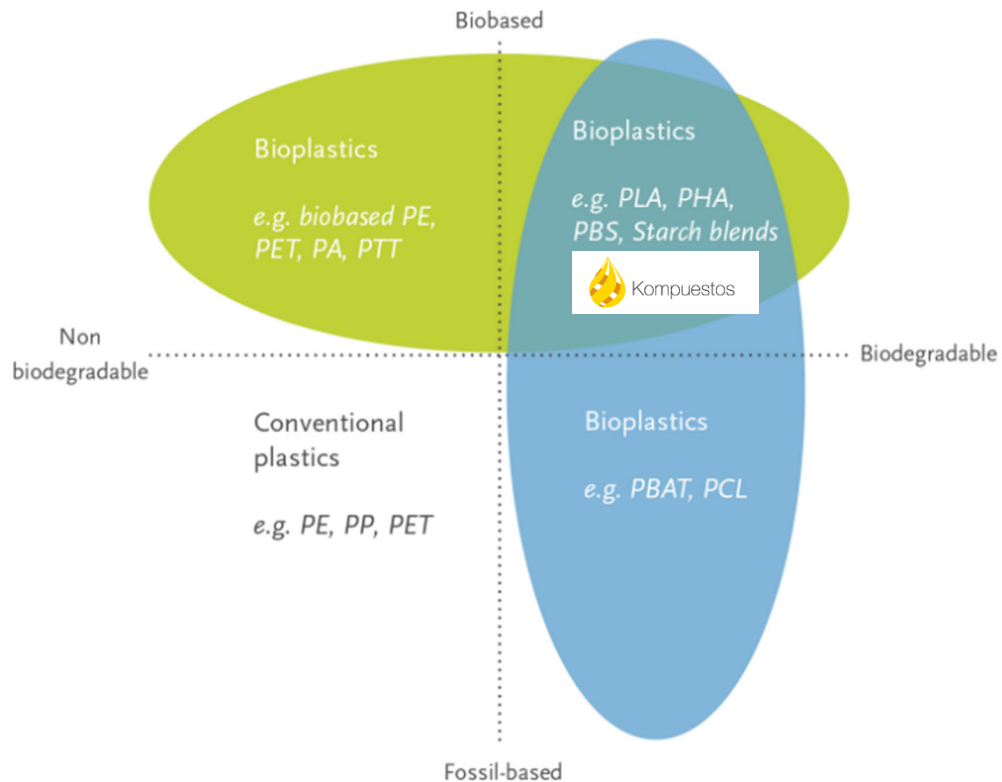 Biobased
Bioplastics
e.g. biobased PE,
PET, PA, PTT
Bioplastics
e.g. PLA, PHA,
PBS, Starch blends
Kompuestos
Non
biodegradable
Biodegradable
Conventional
plastics
e.g. PE, PP, PET
Bioplastics
e.g. PBAT, PCL
Fossil-based